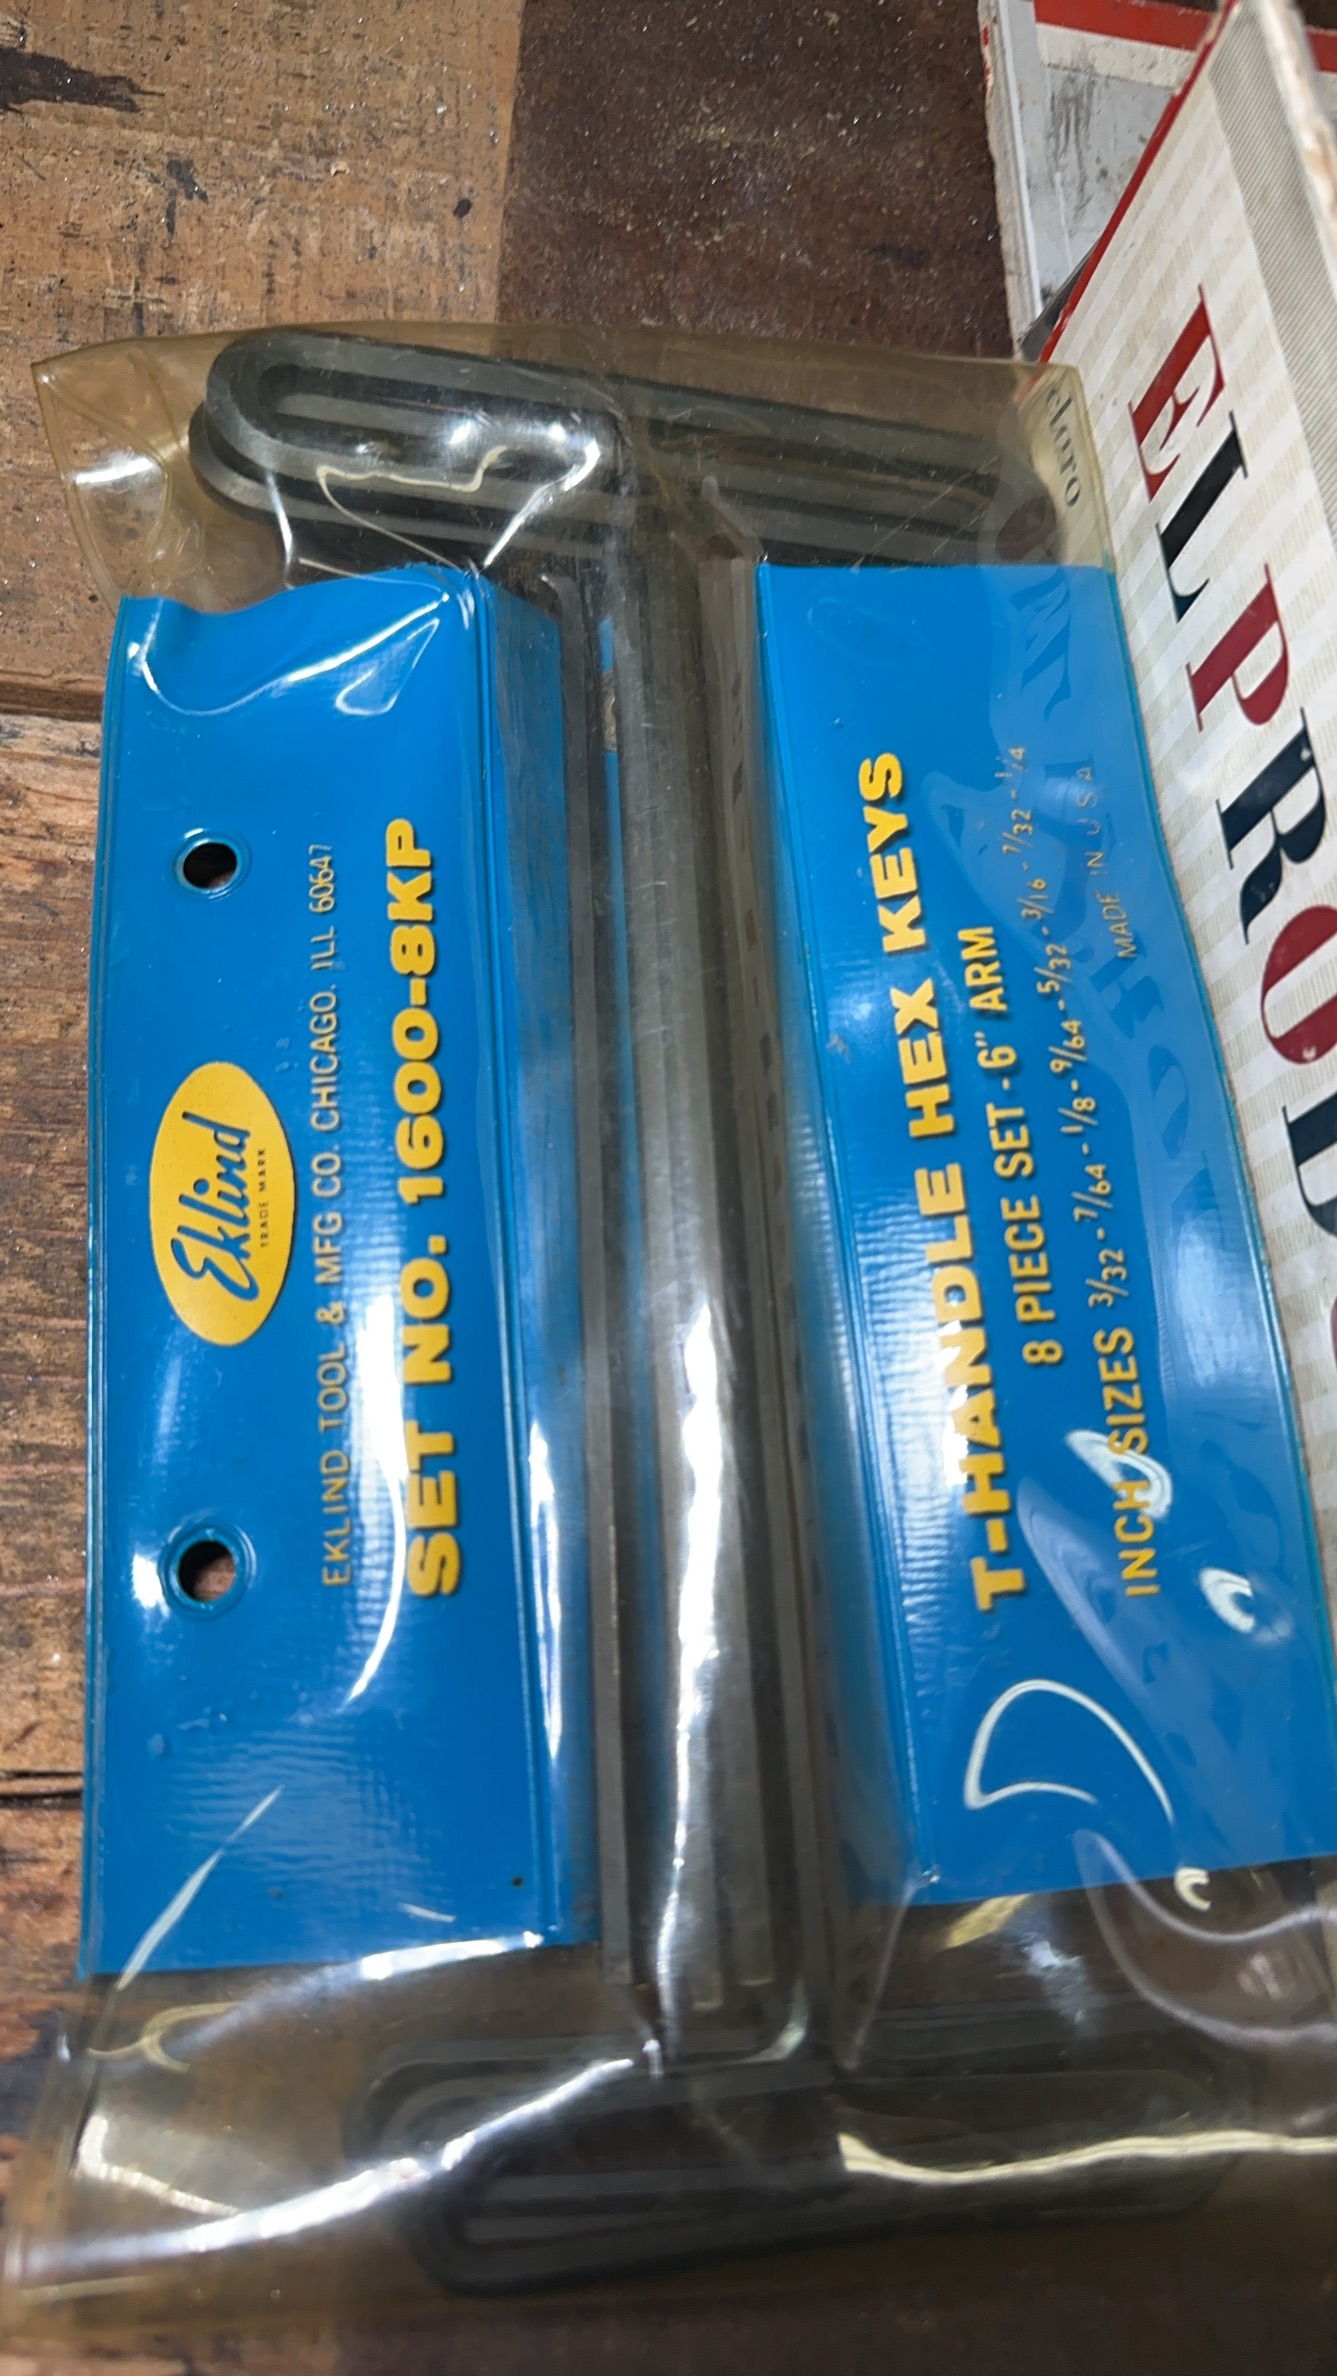 Eklind
TRADE MARK
EKLIND TOOL & MFG CO. CHICAGO. ILL 60647
SET NO. 1600-8KP
T-HANDLE HEX KEYS
8 PIECE SET - 6" ARM
INCH SIZES 3/32 - 7/64 - 1/8 - 9/64 - 5/32 - 3/16 - 7/32 - 1/4
MADE IN USA
ELPROD